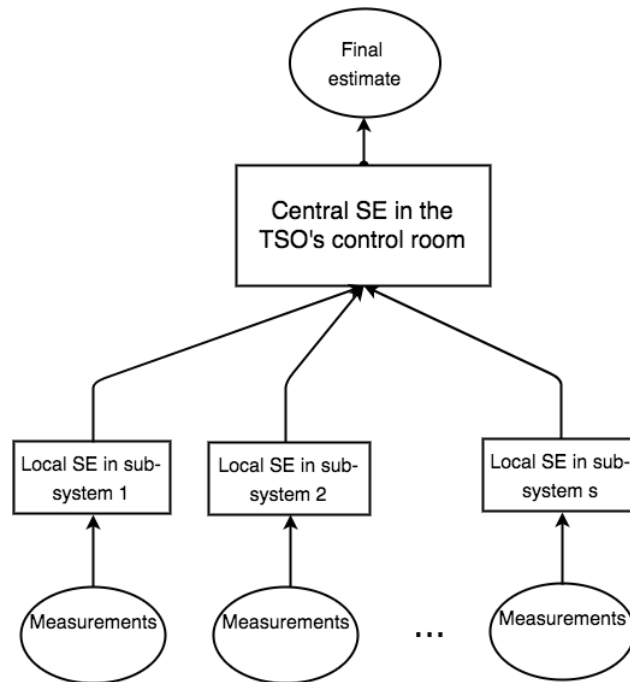 Final
estimate
Central SE in the
TSO's control room
Local SE in sub-
system 1
Local SE in sub-
system 2
Local SE in sub-
system s
Measurements
Measurements
...
Measurements